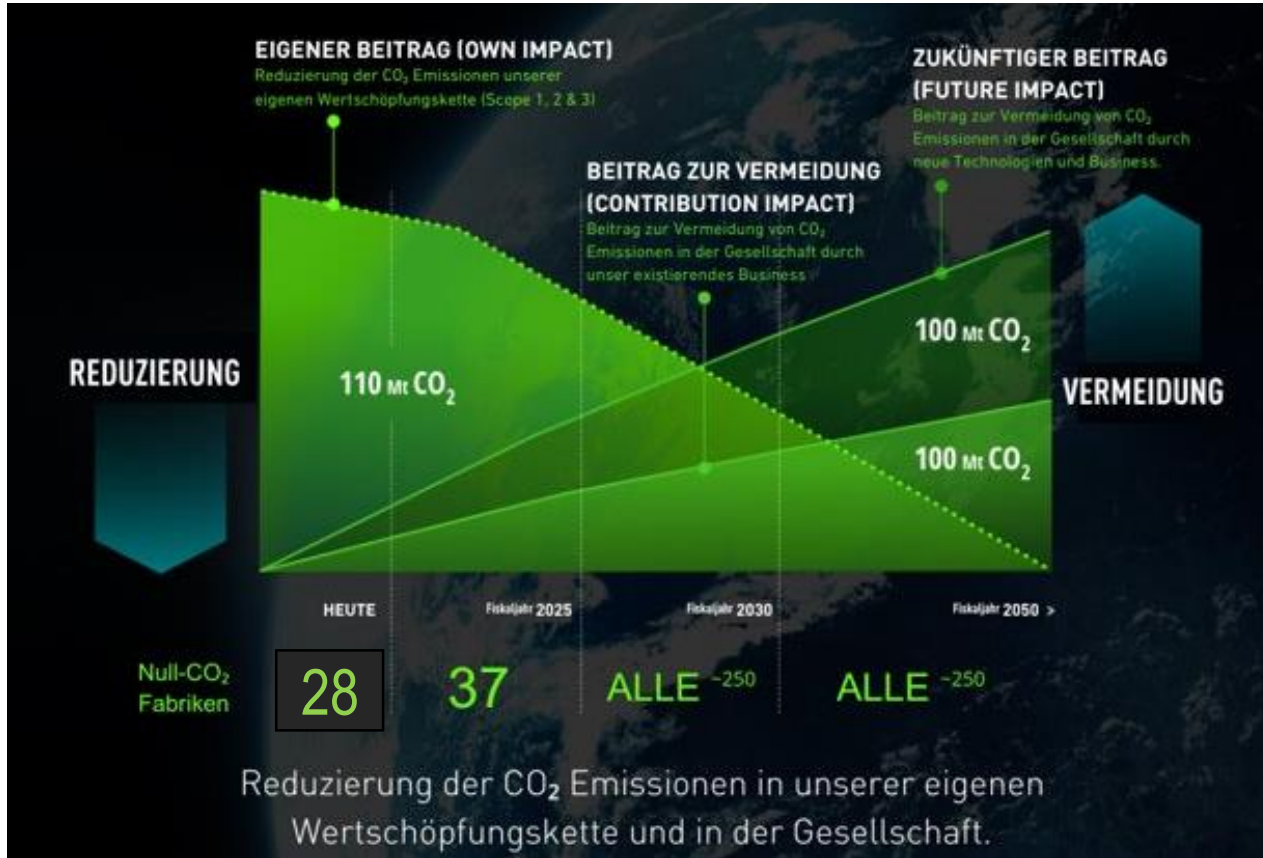 EIGENER BEITRAG (OWN IMPACT)
Reduzierung der CO₂ Emissionen unserer
eigenen Wertschöpfungskette (Scope 1, 2 & 3)
ZUKÜNFTIGER BEITRAG
(FUTURE IMPACT)
Beitrag zur Vermeidung von CO₂
Emissionen in der Gesellschaft durch
neue Technologien und Business.
BEITRAG ZUR VERMEIDUNG
(CONTRIBUTION IMPACT)
Beitrag zur Vermeidung von CO₂
Emissionen in der Gesellschaft durch
unser existierendes Business
REDUZIERUNG
110 Mt CO₂
100 Mt CO₂
VERMEIDUNG
100 Mt CO₂
HEUTE
Fiskaljahr 2025
Fiskaljahr 2030
Fiskaljahr 2050 >
Null-CO₂
Fabriken
28
37
ALLE ~250
ALLE ~250
Reduzierung der CO₂ Emissionen in unserer eigenen
Wertschöpfungskette und in der Gesellschaft.